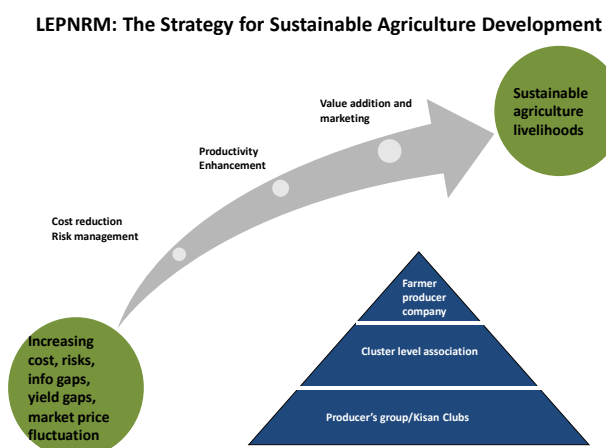 LEPNRM: The Strategy for Sustainable Agriculture Development
Sustainable
agriculture
livelihoods
Value addition and
marketing
Productivity
Enhancement
Cost reduction
Risk management
Increasing
cost, risks,
info gaps,
yield gaps,
market price
fluctuation
Farmer
producer
company
Cluster level association
Producer's group/Kisan Clubs